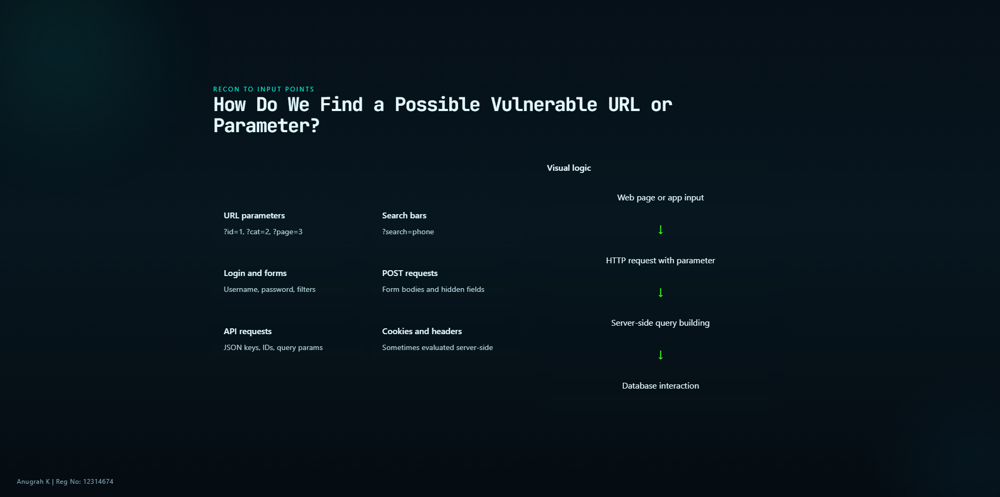 RECON TO INPUT POINTS
How Do We Find a Possible Vulnerable URL or
Parameter?
URL parameters
?id=1, ?cat=2, ?page=3
Search bars
?search=phone
Login and forms
Username, password, filters
POST requests
Form bodies and hidden fields
API requests
JSON keys, IDs, query params
Cookies and headers
Sometimes evaluated server-side
Visual logic
Web page or app input
↓
HTTP request with parameter
↓
Server-side query building
↓
Database interaction
Anugrah K | Reg No: 12314674